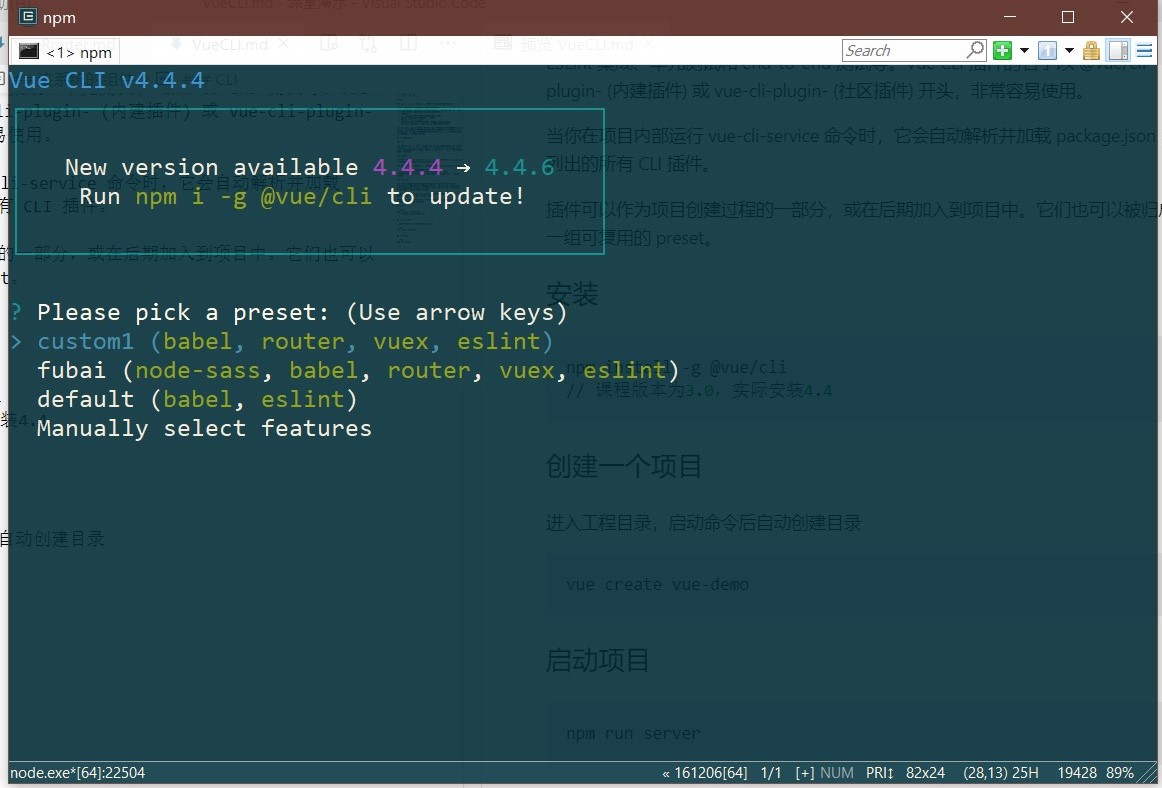 npm
<1> npm
Search
Vue CLI v4.4.4
New version available 4.4.4 → 4.4.6
Run npm i -g @vue/cli to update!
? Please pick a preset: (Use arrow keys)
> custom1 (babel, router, vuex, eslint)
fubai (node-sass, babel, router, vuex, eslint)
default (babel, eslint)
Manually select features
plugin- (内建插件) 或 vue-cli-plugin- (社区插件) 开头，非常容易使用。
当你在项目内部运行 vue-cli-service 命令时，它会自动解析并加载 package.json
列出的所有 CLI 插件。
插件可以作为项目创建过程的一部分，或在后期加入到项目中。它们也可以被归
一组可复用的 preset。
安装
-g @vue/cli
// 课程版本为3.0，实际安装4.4
创建一个项目
进入工程目录，启动命令后自动创建目录
vue create vue-demo
启动项目
npm run server
自动创建目录
node.exe*[64]:22504
« 161206[64] 1/1 [+] NUM PRI↕ 82x24 (28,13) 25H 19428 89%